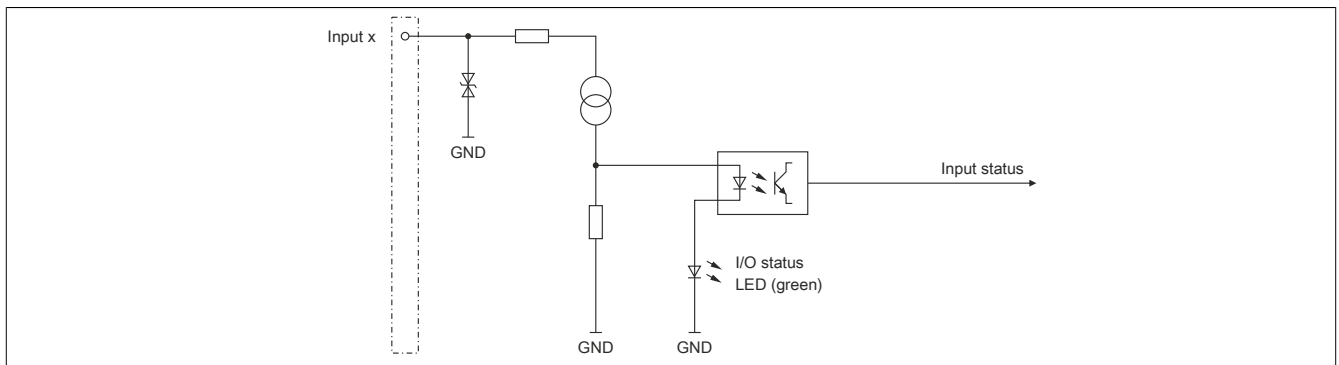 Input x
GND
Input status
I/O status
LED (green)
GND
GND